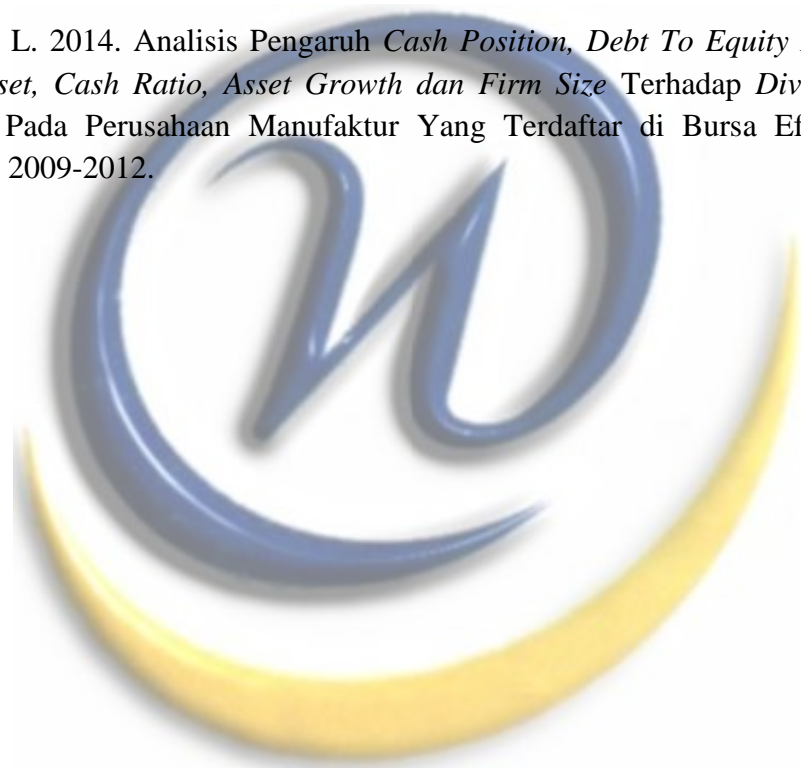 L. 2014. Analisis Pengaruh Cash Position, Debt To Equity
set, Cash Ratio, Asset Growth dan Firm Size Terhadap Div
Pada Perusahaan Manufaktur Yang Terdaftar di Bursa Ef
2009-2012.